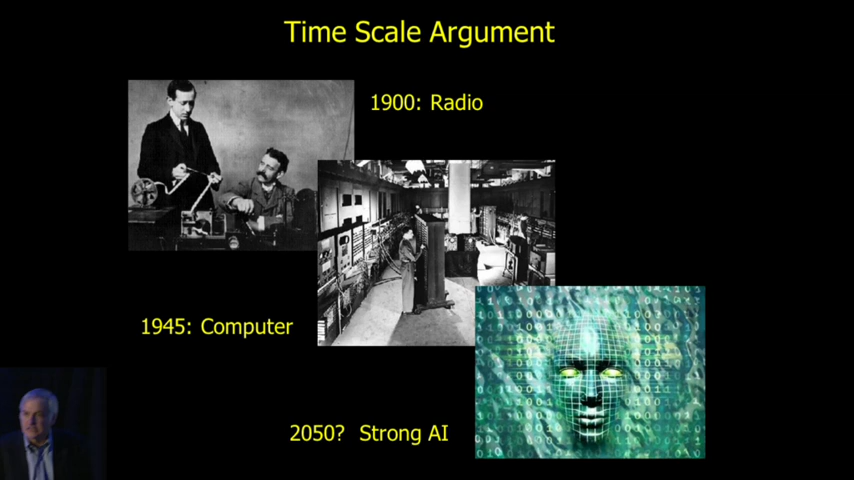 Time Scale Argument
1900: Radio
1945: Computer
2050? Strong AI